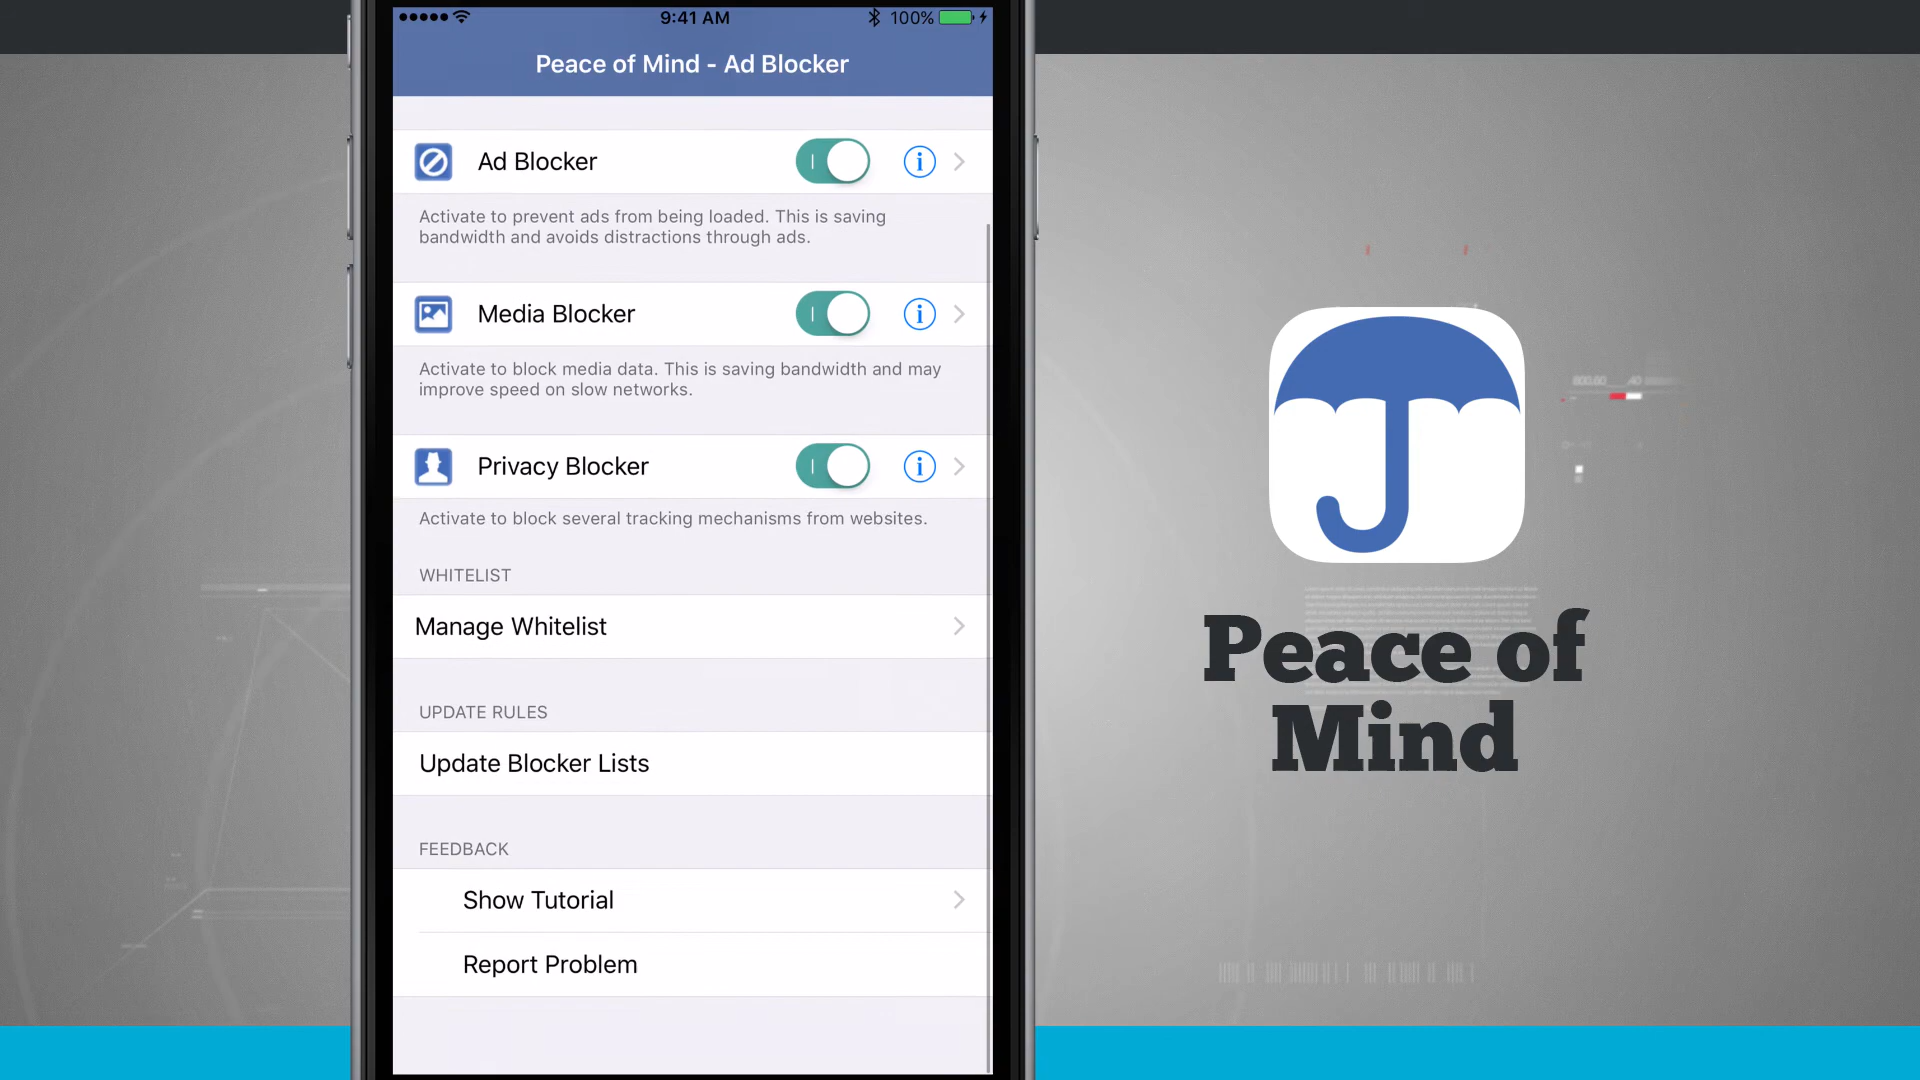 9:41 AM
100%
Peace of Mind - Ad Blocker
Ad Blocker
Activate to prevent ads from being loaded. This is saving
bandwidth and avoids distractions through ads.
Media Blocker
Activate to block media data. This is saving bandwidth and may
improve speed on slow networks.
Privacy Blocker
Activate to block several tracking mechanisms from websites.
WHITELIST
Manage Whitelist
UPDATE RULES
Update Blocker Lists
FEEDBACK
Show Tutorial
Report Problem
Peace of
Mind